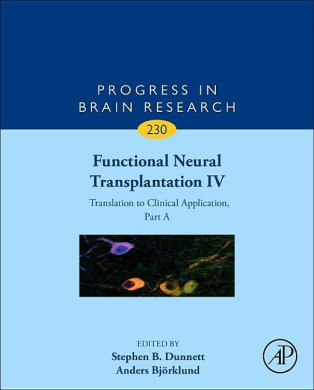 PROGRESS IN
BRAIN RESEARCH
230
Functional Neural
Transplantation IV
Translation to Clinical Application,
Part A
EDITED BY
Stephen B. Dunnett
Anders Björklund
AP